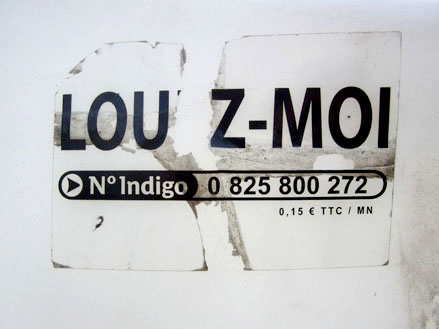 LOU Z-MOI
N° Indigo 0 825 800 272
0,15 € TTC / MN